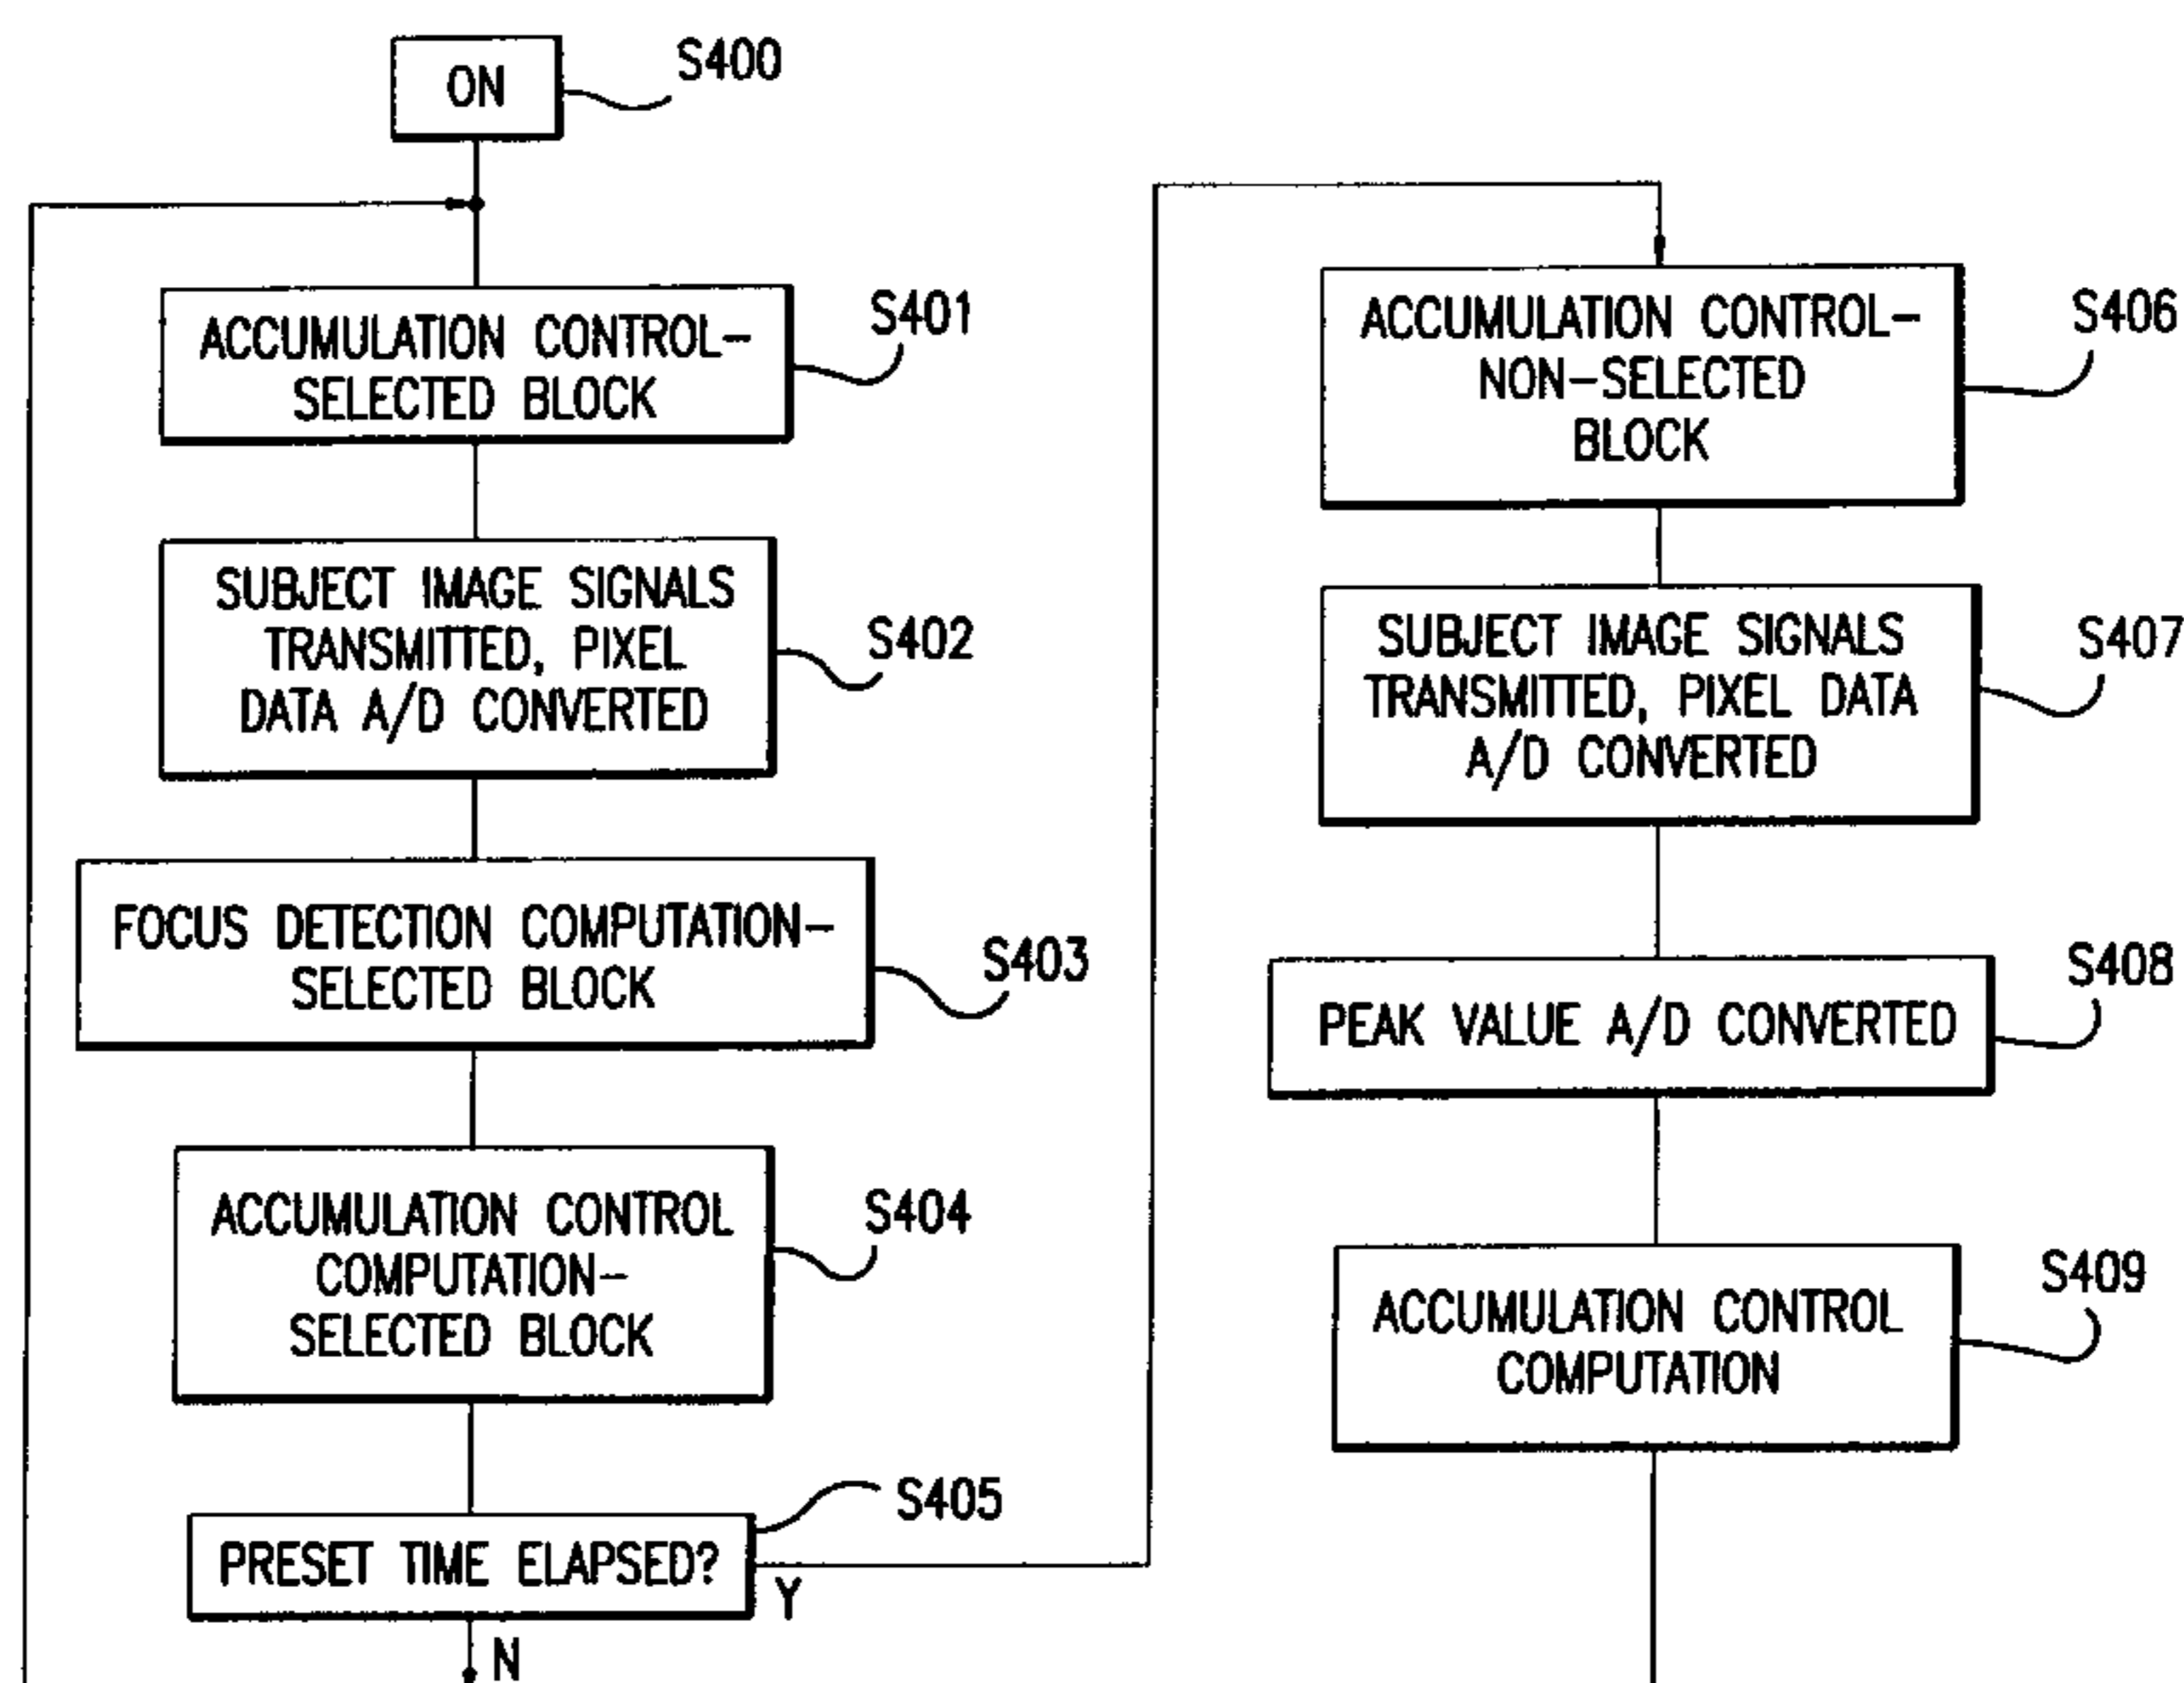 ON
S400
ACCUMULATION CONTROL-
SELECTED BLOCK
S401
SUBJECT IMAGE SIGNALS
TRANSMITTED, PIXEL
DATA A/D CONVERTED
S402
FOCUS DETECTION COMPUTATION-
SELECTED BLOCK
S403
ACCUMULATION CONTROL
COMPUTATION-
SELECTED BLOCK
S404
PRESET TIME ELAPSED?
S405
Y
N
ACCUMULATION CONTROL-
NON-SELECTED
BLOCK
S406
SUBJECT IMAGE SIGNALS
TRANSMITTED, PIXEL DATA
A/D CONVERTED
S407
PEAK VALUE A/D CONVERTED
S408
ACCUMULATION CONTROL
COMPUTATION
S409